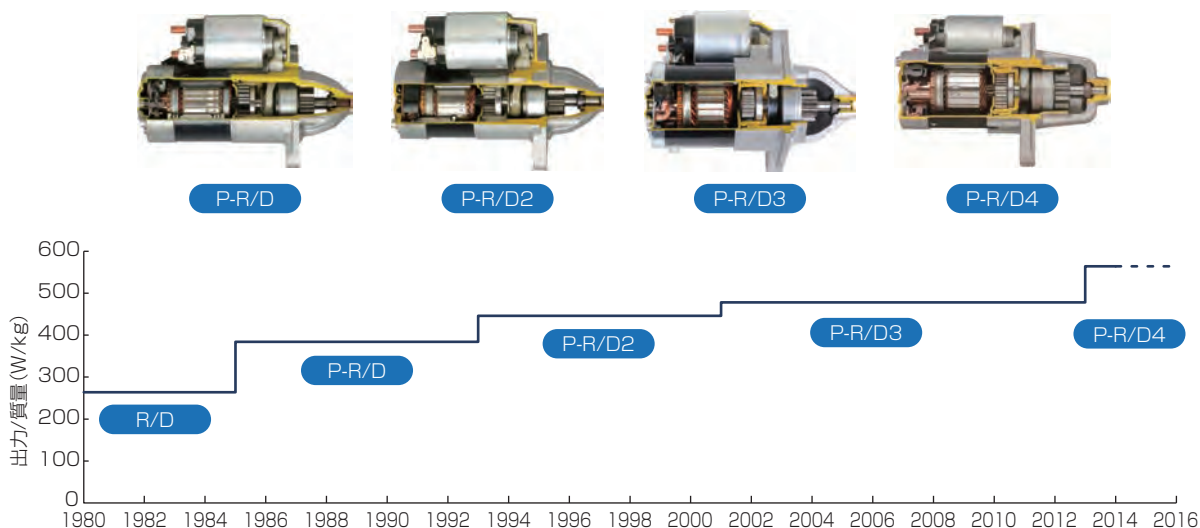 P-R/D
P-R/D2
P-R/D3
P-R/D4
600
500
400
300
200
100
0
出力/質量(W/kg)
R/D
P-R/D
P-R/D2
P-R/D3
P-R/D4
1980 1982 1984 1986 1988 1990 1992 1994 1996 1998 2000 2002 2004 2006 2008 2010 2012 2014 2016